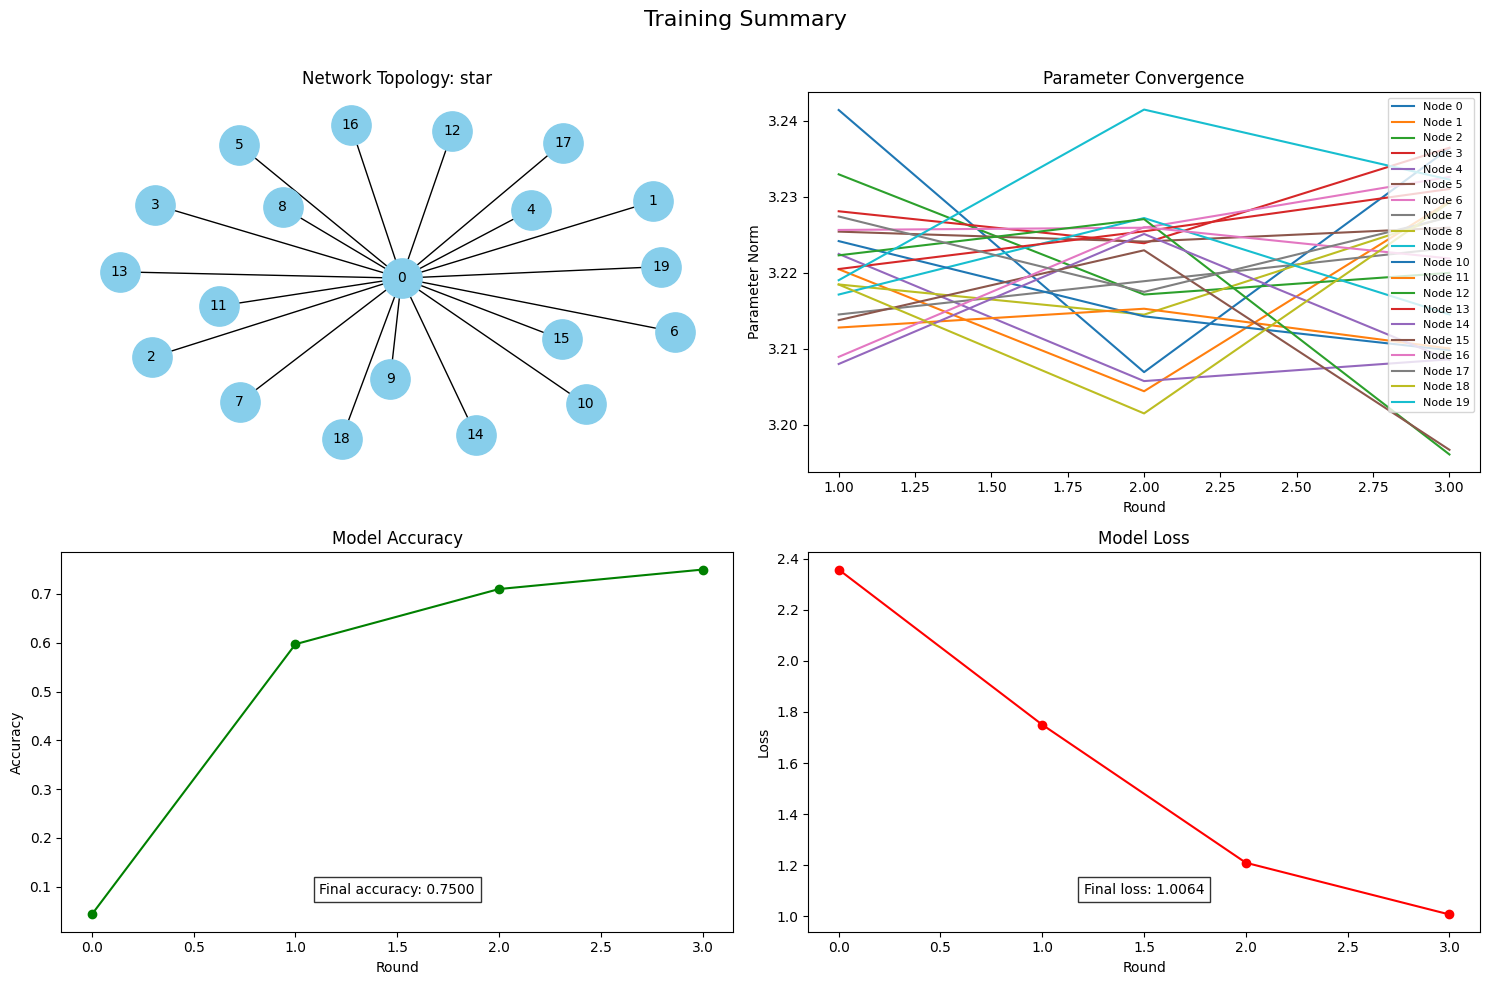 Training Summary
Network Topology: star
16
12
5
17
3
8
4
1
13
0
19
11
6
2
15
9
7
10
18
14
Parameter Convergence
Parameter Norm
3.24
3.23
3.22
3.21
3.20
Node 0
Node 1
Node 2
Node 3
Node 4
Node 5
Node 6
Node 7
Node 8
Node 9
Node 10
Node 11
Node 12
Node 13
Node 14
Node 15
Node 16
Node 17
Node 18
Node 19
1.00 1.25 1.50 1.75 2.00 2.25 2.50 2.75 3.00
Round
Model Accuracy
Accuracy
0.7
0.6
0.5
0.4
0.3
0.2
0.1
Final accuracy: 0.7500
0.0 0.5 1.0 1.5 2.0 2.5 3.0
Round
Model Loss
Loss
2.4
2.2
2.0
1.8
1.6
1.4
1.2
1.0
Final loss: 1.0064
0.0 0.5 1.0 1.5 2.0 2.5 3.0
Round